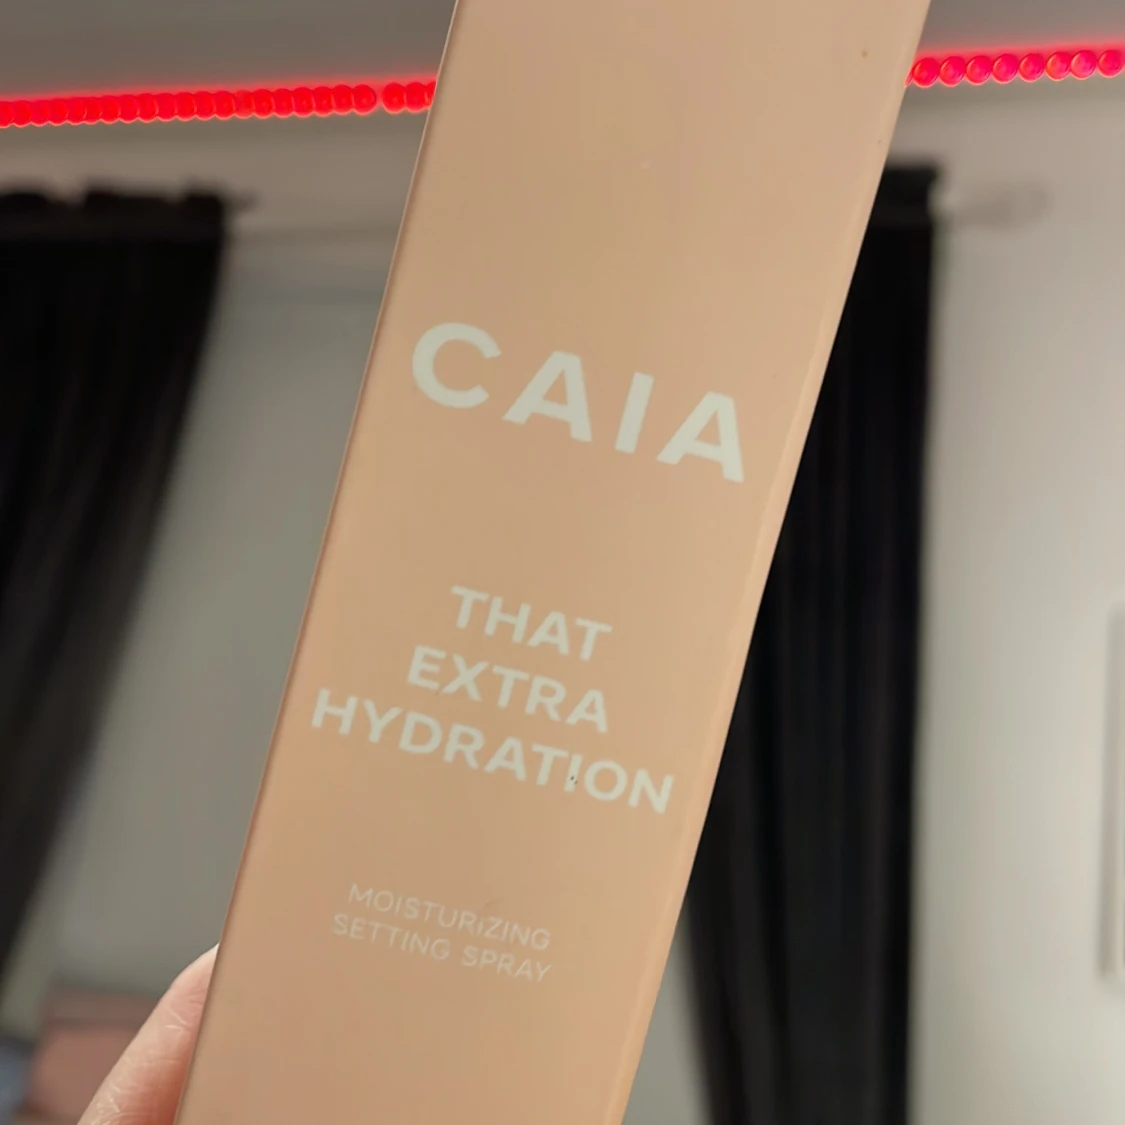 CAIA
THAT
EXTRA
HYDRATION
MOISTURIZING
SETTING SPRAY